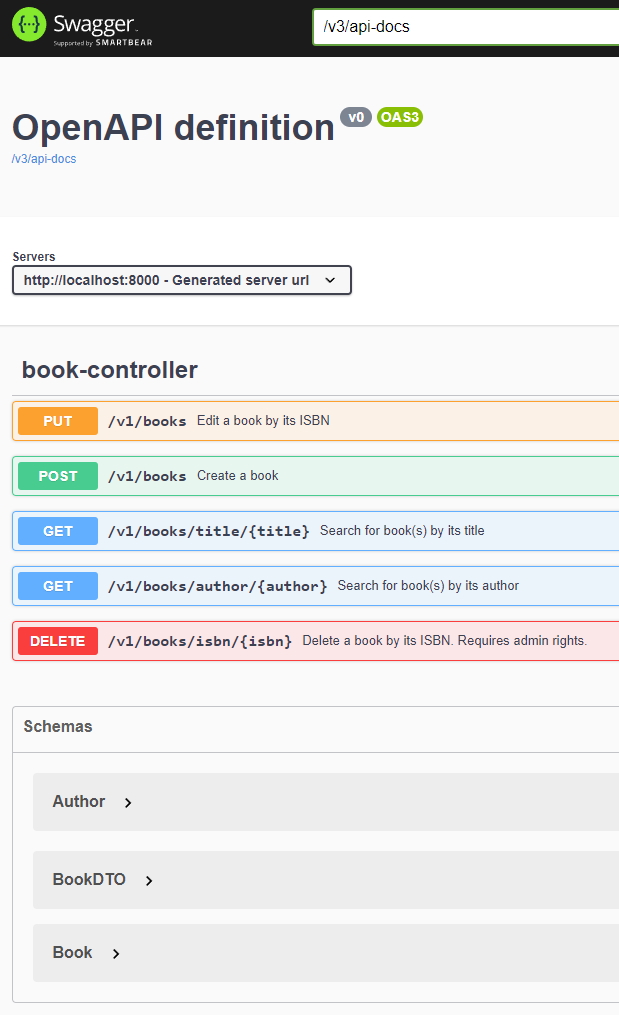 Swagger
Supported by SMARTBEAR
/v3/api-docs
OpenAPI definition v0 OAS3
/v3/api-docs
Servers
http://localhost:8000 - Generated server url
book-controller
PUT /v1/books Edit a book by its ISBN
POST /v1/books Create a book
GET /v1/books/title/{title} Search for book(s) by its title
GET /v1/books/author/{author} Search for book(s) by its author
DELETE /v1/books/isbn/{isbn} Delete a book by its ISBN. Requires admin rights.
Schemas
Author
BookDTO
Book